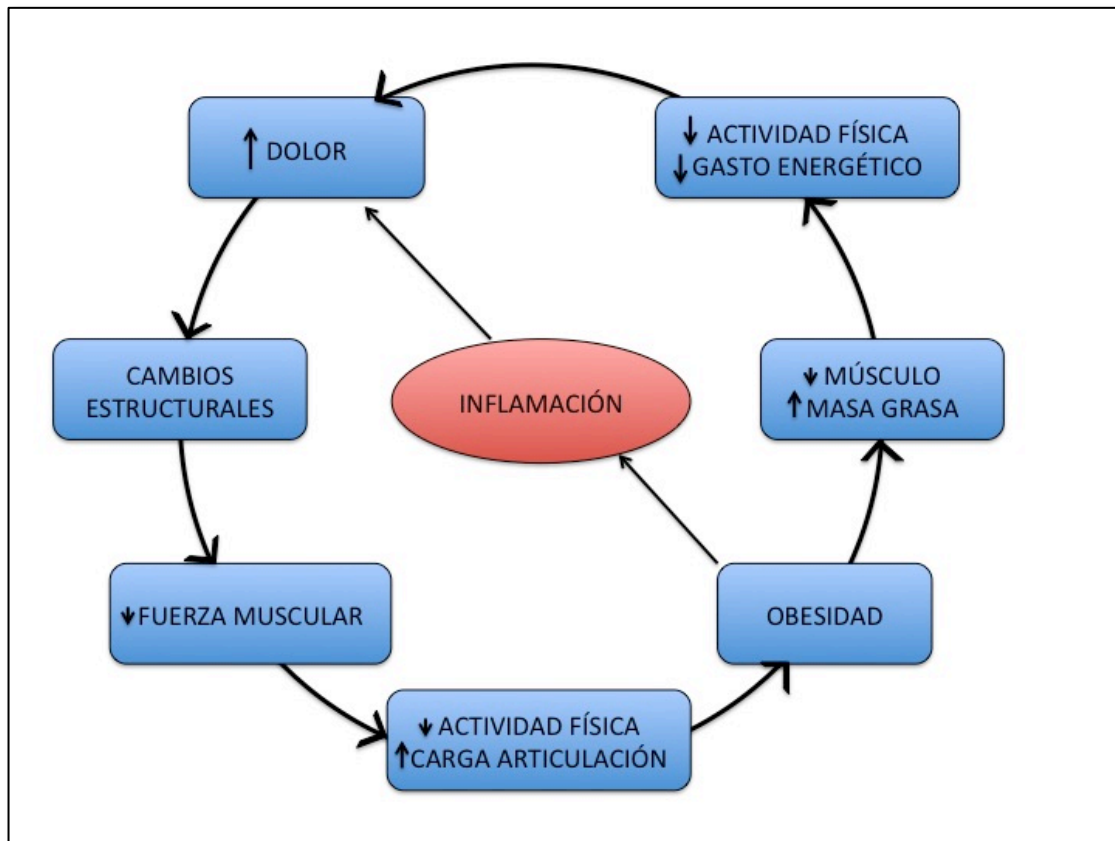 ↑ DOLOR
↓ ACTIVIDAD FÍSICA
↓ GASTO ENERGÉTICO
CAMBIOS
ESTRUCTURALES
INFLAMACIÓN
↓ MÚSCULO
↑ MASA GRASA
↓ FUERZA MUSCULAR
OBESIDAD
↓ ACTIVIDAD FÍSICA
↑ CARGA ARTICULACIÓN